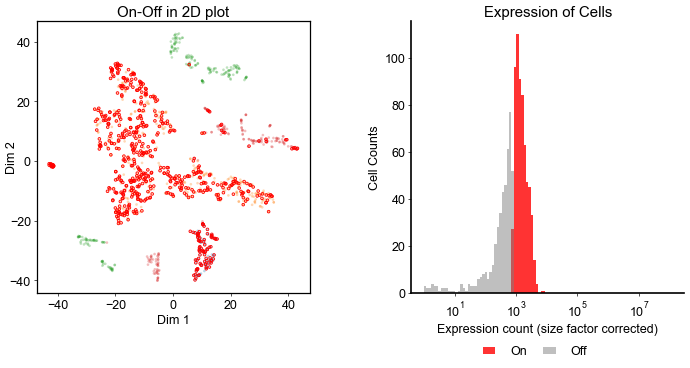 On-Off in 2D plot
40
20
0
−20
−40
Dim 2
−40 −20 0 20 40
Dim 1
Expression of Cells
100
80
60
40
20
0
Cell Counts
10^1 10^3 10^5 10^7
Expression count (size factor corrected)
On Off